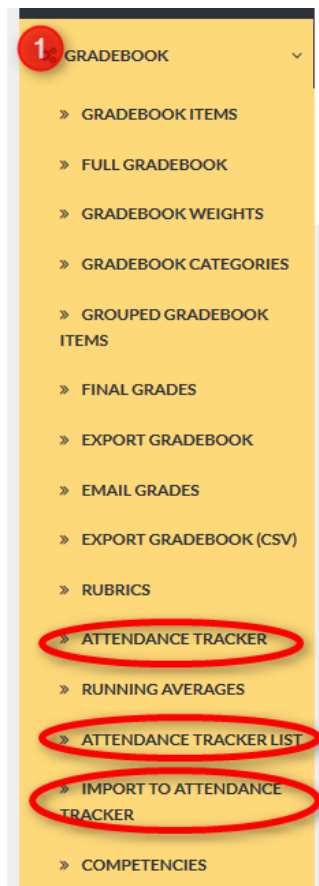 1 GRADEBOOK
» GRADEBOOK ITEMS
» FULL GRADEBOOK
» GRADEBOOK WEIGHTS
» GRADEBOOK CATEGORIES
» GROUPED GRADEBOOK
ITEMS
» FINAL GRADES
» EXPORT GRADEBOOK
» EMAIL GRADES
» EXPORT GRADEBOOK (CSV)
» RUBRICS
» ATTENDANCE TRACKER
» RUNNING AVERAGES
» ATTENDANCE TRACKER LIST
» IMPORT TO ATTENDANCE
TRACKER
» COMPETENCIES